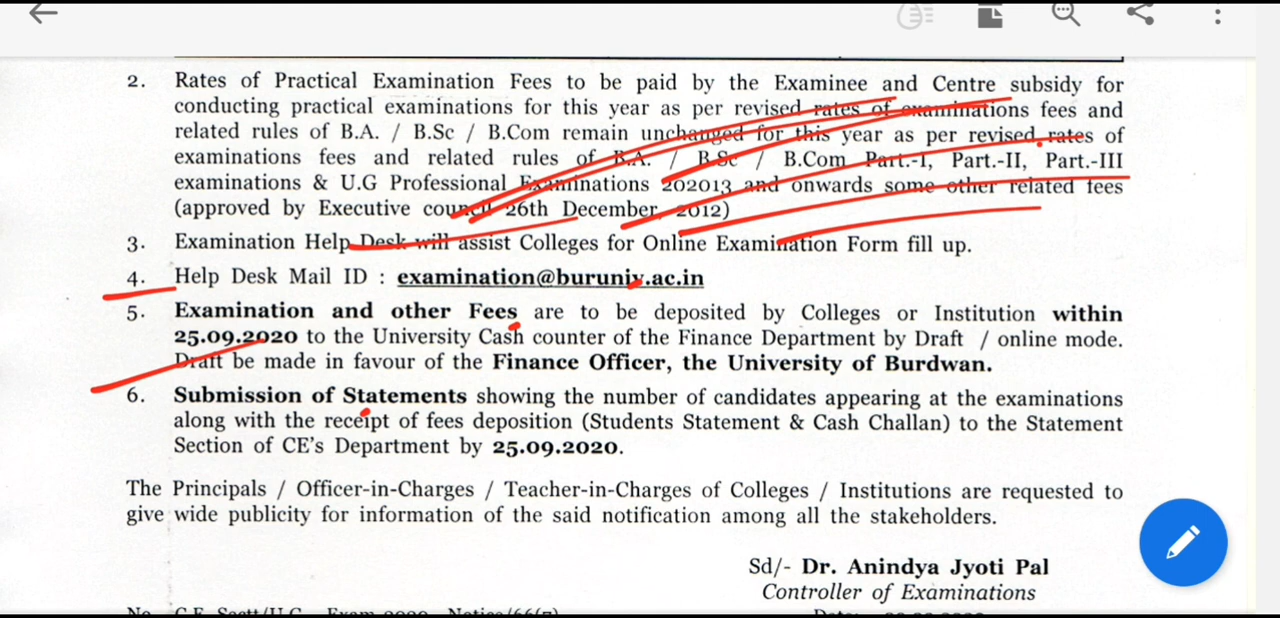 2. Rates of Practical Examination Fees to be paid by the Examinee and Centre subsidy for
conducting practical examinations for this year as per revised rates of examinations fees and
related rules of B.A. / B.Sc / B.Com remain unchanged for this year as per revised rates of
examinations fees and related rules of B.A. / B.Sc / B.Com Part.-I, Part.-II, Part.-III
examinations & U.G Professional Examinations 202013 and onwards some other related fees
(approved by Executive council 26th December, 2012)
3. Examination Help Desk will assist Colleges for Online Examination Form fill up.
4. Help Desk Mail ID : examination@buruniv.ac.in
5. Examination and other Fees are to be deposited by Colleges or Institution within
25.09.2020 to the University Cash counter of the Finance Department by Draft / online mode.
Draft be made in favour of the Finance Officer, the University of Burdwan.
6. Submission of Statements showing the number of candidates appearing at the examinations
along with the receipt of fees deposition (Students Statement & Cash Challan) to the Statement
Section of CE's Department by 25.09.2020.
The Principals / Officer-in-Charges / Teacher-in-Charges of Colleges / Institutions are requested to
give wide publicity for information of the said notification among all the stakeholders.
Sd/- Dr. Anindya Jyoti Pal
Controller of Examinations